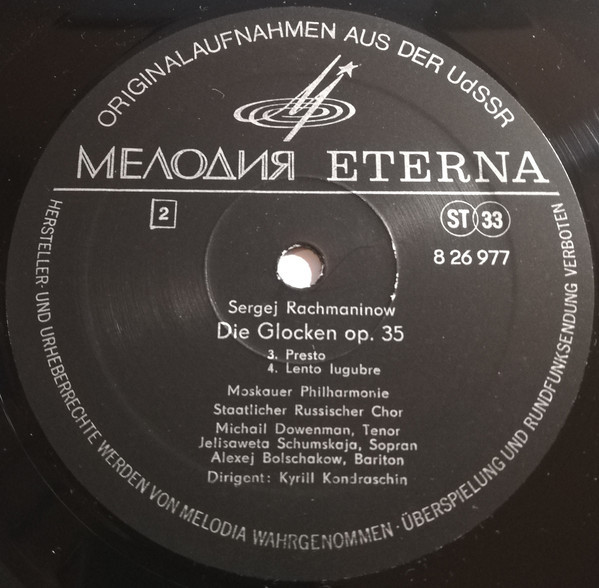 ORIGINALAUFNAHMEN AUS DER UdSSR
МЕЛОДИЯ ETERNA
2
ST 33
8 26 977
Sergej Rachmaninow
Die Glocken op. 35
3. Presto
4. Lento lugubre
Moskauer Philharmonie
Staatlicher Russischer Chor
Michail Dowenman, Tenor
Jelisaweta Schumskaja, Sopran
Alexej Bolschakow, Bariton
Dirigent: Kyrill Kondraschin
HERSTELLER- UND URHEBERRECHTE WERDEN VON MELODIA WAHRGENOMMEN · ÜBERSPIELUNG UND RUNDFUNKSENDUNG VERBOTEN